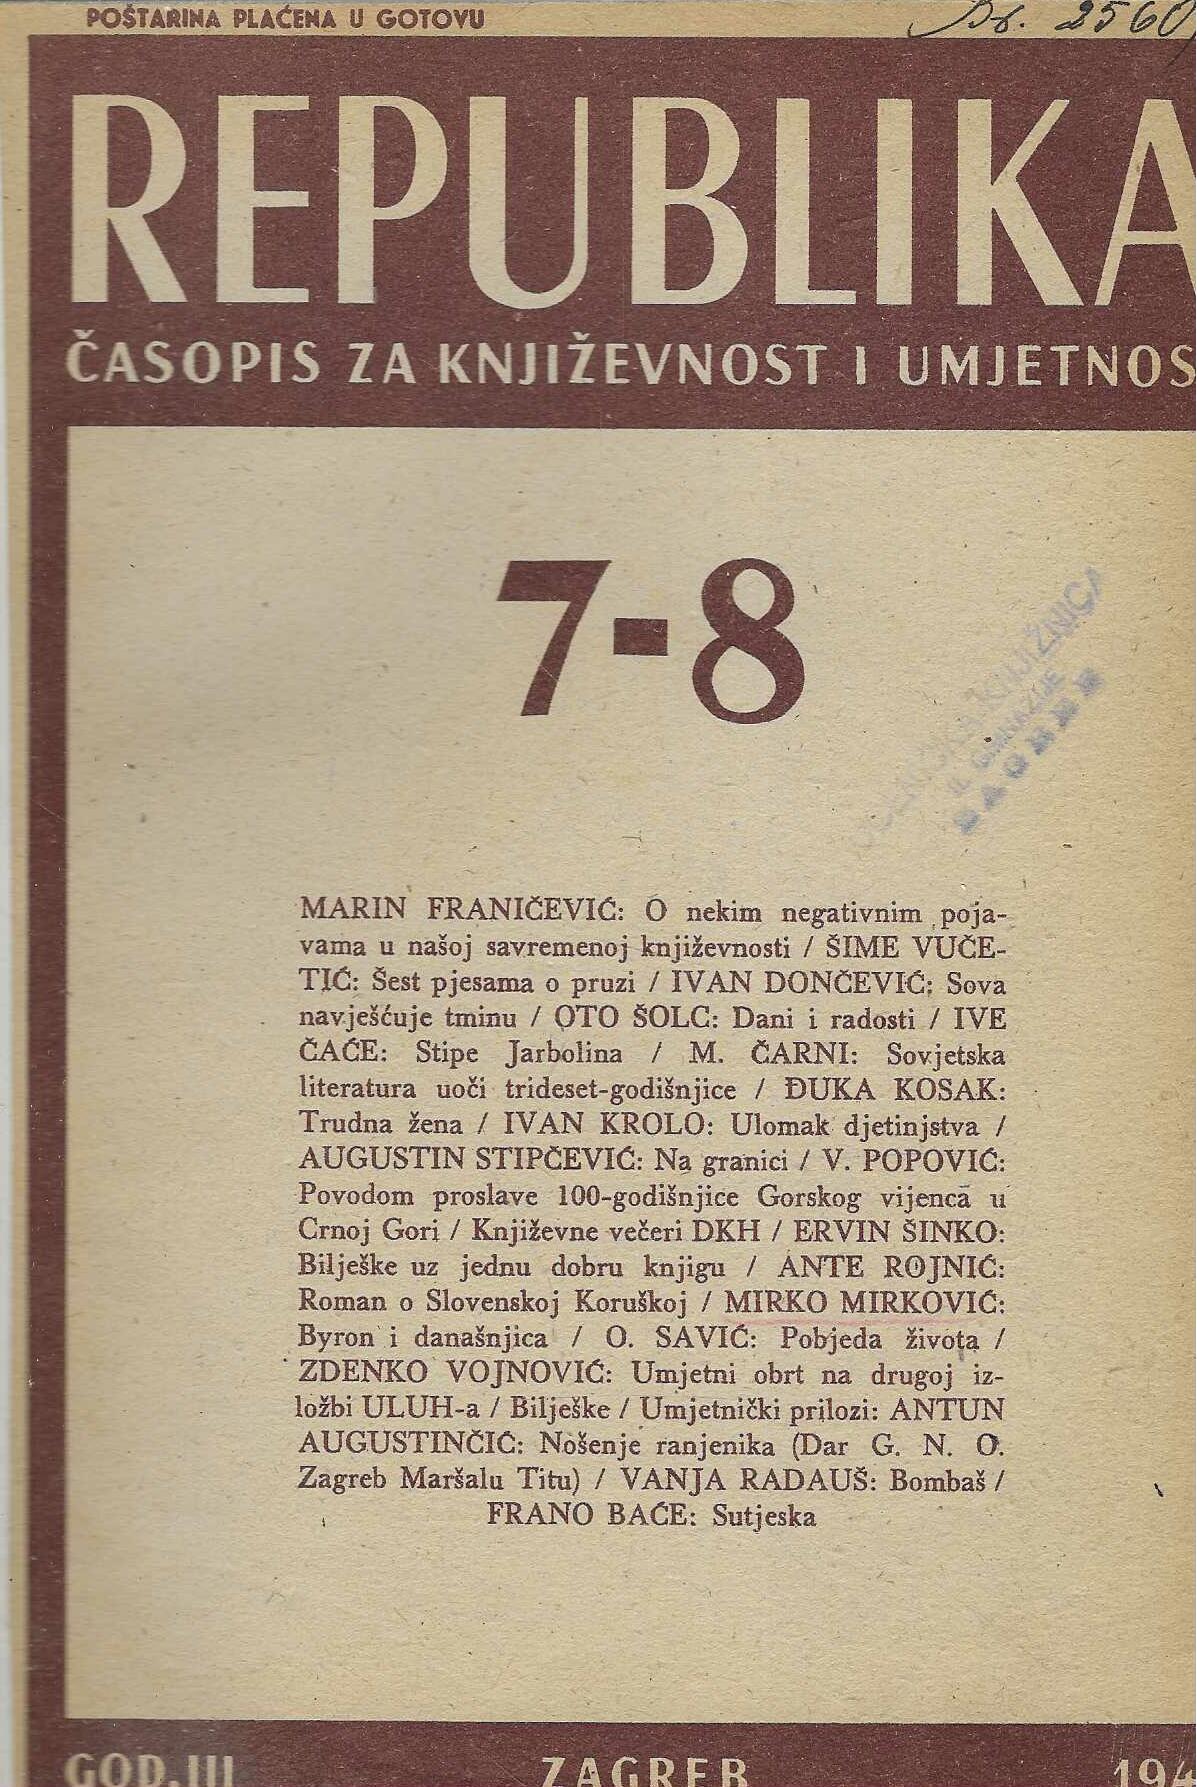 POŠTARINA PLAĆENA U GOTOVU
Br. 2560
REPUBLIKA
ČASOPIS ZA KNJIŽEVNOST I UMJETNOS
7-8
KNJIŽNICA
II. GIMNAZIJE
MARIN FRANIČEVIĆ: O nekim negativnim poja-
vama u našoj savremenoj književnosti / ŠIME VUČE-
TIĆ: Šest pjesama o pruzi / IVAN DONČEVIĆ: Sova
navješćuje tminu / OTO ŠOLC: Dani i radosti / IVE
ČAĆE: Stipe Jarbolina / M. ČARNI: Sovjetska
literatura uoči trideset-godišnjice / ĐUKA KOSAK:
Trudna žena / IVAN KROLO: Ulomak djetinjstva /
AUGUSTIN STIPČEVIĆ: Na granici / V. POPOVIĆ:
Povodom proslave 100-godišnjice Gorskog vijenca u
Crnoj Gori / Književne večeri DKH / ERVIN ŠINKO:
Bilješke uz jednu dobru knjigu / ANTE ROJNIĆ:
Roman o Slovenskoj Koruškoj / MIRKO MIRKOVIĆ:
Byron i današnjica / O. SAVIĆ: Pobjeda života /
ZDENKO VOJNOVIĆ: Umjetni obrt na drugoj iz-
ložbi ULUH-a / Bilješke / Umjetnički prilozi: ANTUN
AUGUSTINČIĆ: Nošenje ranjenika (Dar G. N. O.
Zagreb Maršalu Titu) / VANJA RADAUŠ: Bombaš /
FRANO BAĆE: Sutjeska
GOD. III ZAGREB 194